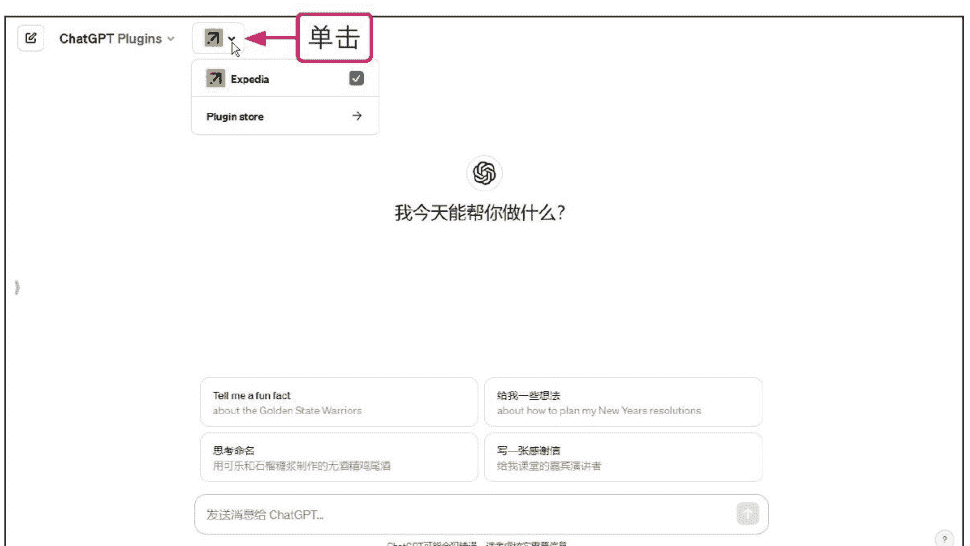 ChatGPT Plugins
单击
Expedia
Plugin store
我今天能帮你做什么?
Tell me a fun fact
about the Golden State Warriors
给我一些想法
about how to plan my New Years resolutions
思考命名
用可乐和石榴糖浆制作的无酒精鸡尾酒
写一张感谢信
给我课堂的嘉宾演讲者
发送消息给 ChatGPT...
?